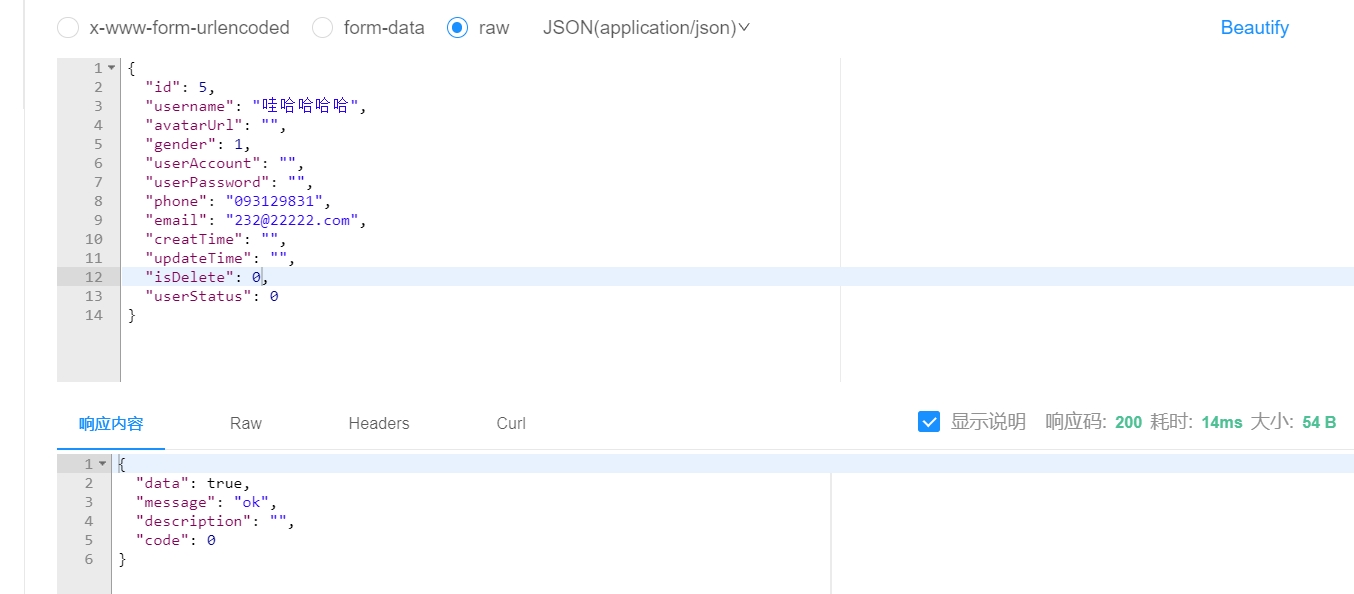 x-www-form-urlencoded form-data raw JSON(application/json) Beautify
1 {
2 "id": 5,
3 "username": "哇哈哈哈哈",
4 "avatarUrl": "",
5 "gender": 1,
6 "userAccount": "",
7 "userPassword": "",
8 "phone": "093129831",
9 "email": "232@22222.com",
10 "creatTime": "",
11 "updateTime": "",
12 "isDelete": 0,
13 "userStatus": 0
14 }
响应内容 Raw Headers Curl 显示说明 响应码: 200 耗时: 14ms 大小: 54 B
1 {
2 "data": true,
3 "message": "ok",
4 "description": "",
5 "code": 0
6 }